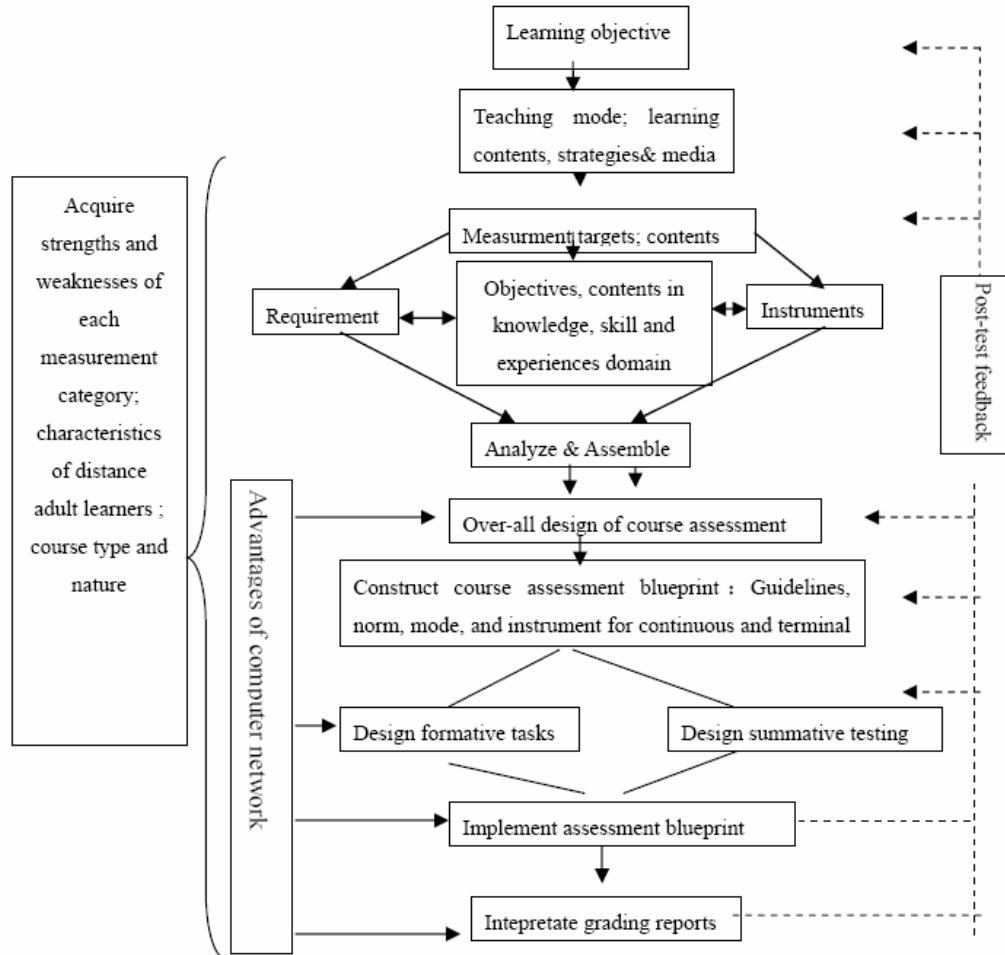 Learning objective
Teaching mode; learning
contents, strategies& media
Acquire
strengths and
weaknesses of
each
measurement
category;
characteristics
of distance
adult learners ;
course type and
nature
Measurment targets; contents
Requirement
Objectives, contents in
knowledge, skill and
experiences domain
Instruments
Post-test feedback
Analyze & Assemble
Advantages of computer network
Over-all design of course assessment
Construct course assessment blueprint：Guidelines,
norm, mode, and instrument for continuous and terminal
Design formative tasks
Design summative testing
Implement assessment blueprint
Intepretate grading reports